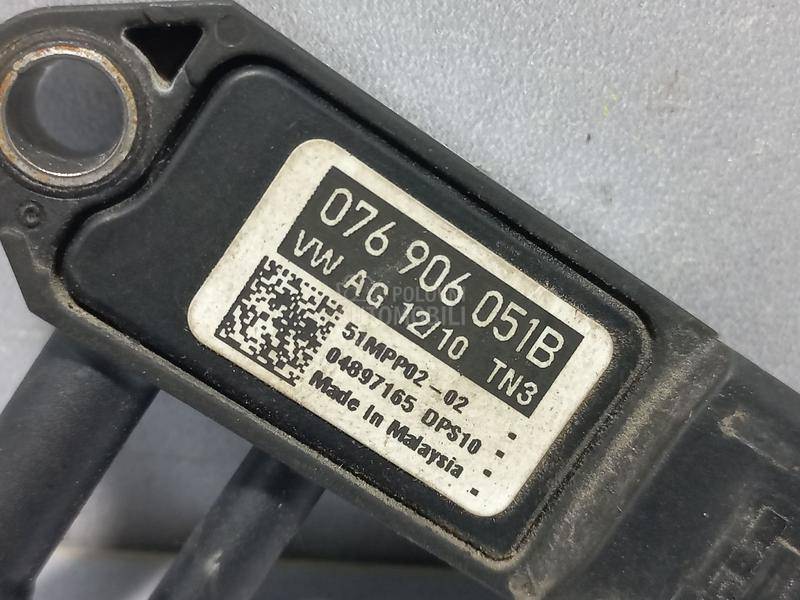 076 906 051B
VW AG 12/10 TN3
51MPP02-02 -
04897165 DPS10 -
Made In Malaysia -
-